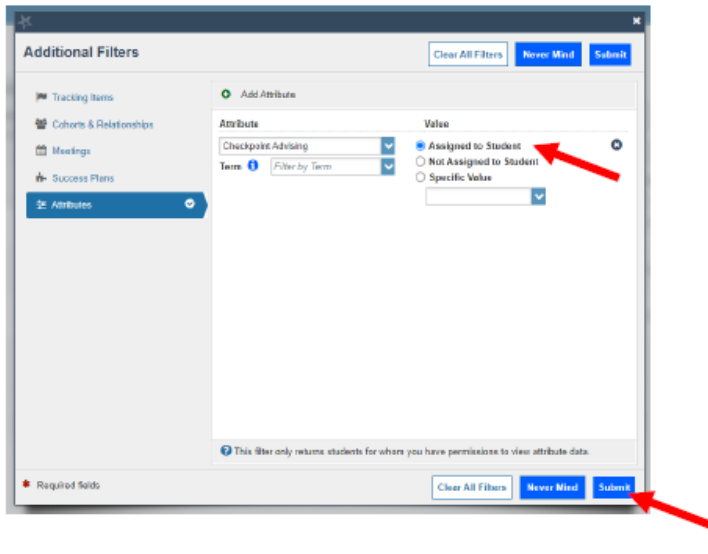 Additional Filters
Clear All Filters
Never Mind
Submit
Tracking Items
Cohorts & Relationships
Meetings
Success Plans
Attributes
Add Attribute
Attribute
Value
Checkpoint Advising
Assigned to Student
Term
Filter by Term
Not Assigned to Student
Specific Value
This filter only returns students for whom you have permissions to view attribute data.
Required fields
Clear All Filters
Never Mind
Submit